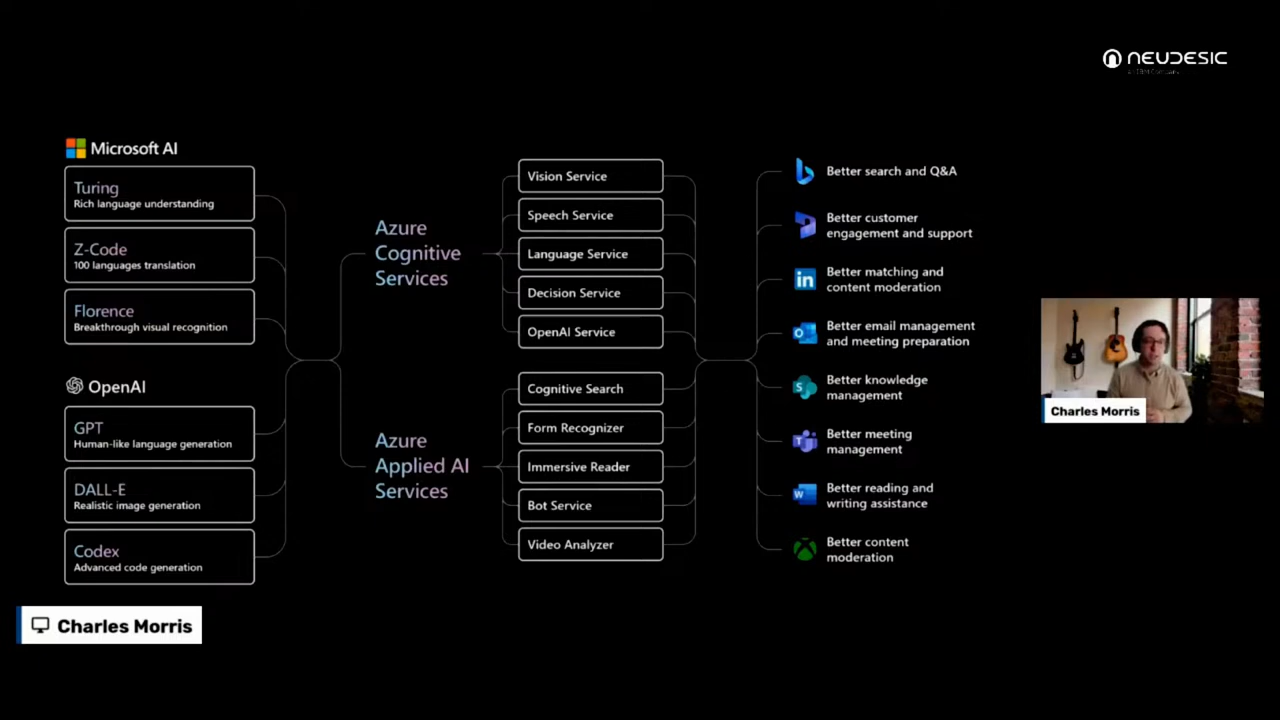 NEUDESIC
an IBM Company
Microsoft AI
Turing
Rich language understanding
Z-Code
100 languages translation
Florence
Breakthrough visual recognition
OpenAI
GPT
Human-like language generation
DALL-E
Realistic image generation
Codex
Advanced code generation
Azure
Cognitive
Services
Azure
Applied AI
Services
Vision Service
Speech Service
Language Service
Decision Service
OpenAI Service
Cognitive Search
Form Recognizer
Immersive Reader
Bot Service
Video Analyzer
Better search and Q&A
Better customer
engagement and support
Better matching and
content moderation
Better email management
and meeting preparation
Better knowledge
management
Better meeting
management
Better reading and
writing assistance
Better content
moderation
Charles Morris
Charles Morris